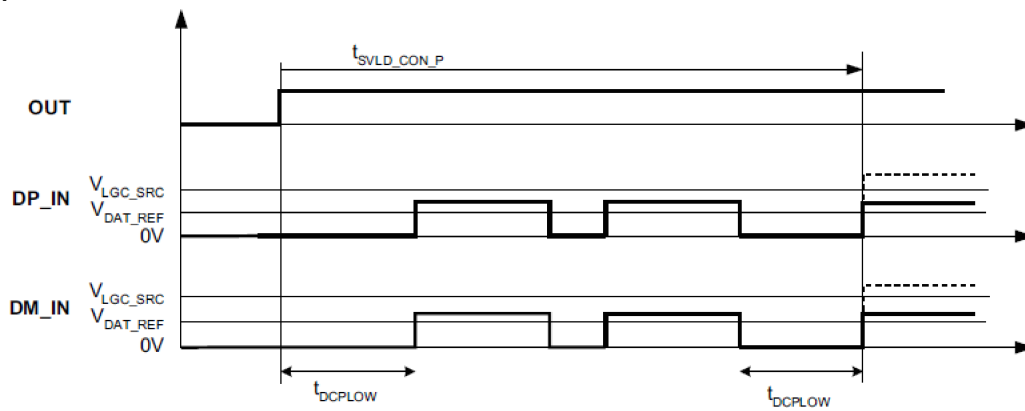 tSVLD_CON_P
OUT
VLGC_SRC
DP_IN
VDAT_REF
0V
VLGC_SRC
DM_IN
VDAT_REF
0V
tDCPLOW
tDCPLOW